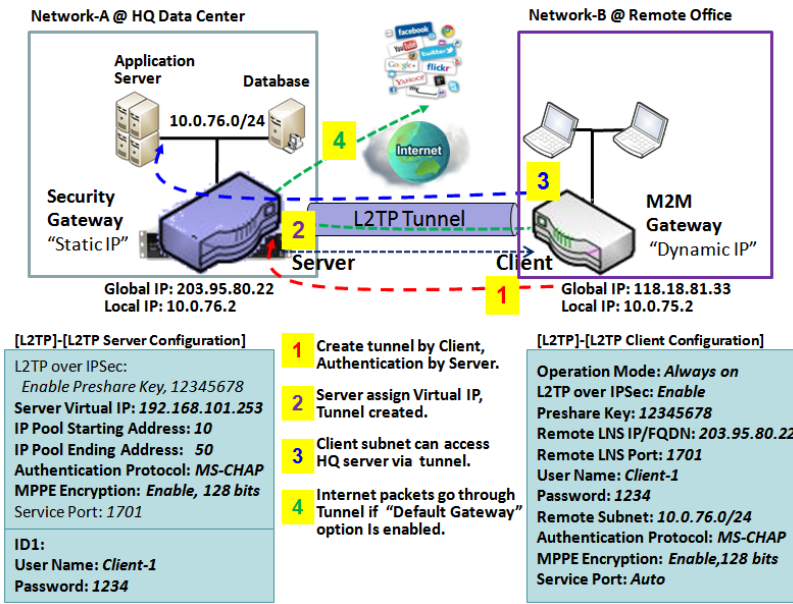 Network-A @ HQ Data Center
Network-B @ Remote Office
Application
Server
Database
10.0.76.0/24
facebook
YouTube
twitter
Google+
flickr
YAHOO!
my
Internet
4
3
Security
Gateway
“Static IP”
2
L2TP Tunnel
M2M
Gateway
“Dynamic IP”
Server
Client
1
Global IP: 203.95.80.22
Local IP: 10.0.76.2
Global IP: 118.18.81.33
Local IP: 10.0.75.2
[L2TP]-[L2TP Server Configuration]
L2TP over IPSec:
Enable Preshare Key, 12345678
Server Virtual IP: 192.168.101.253
IP Pool Starting Address: 10
IP Pool Ending Address: 50
Authentication Protocol: MS-CHAP
MPPE Encryption: Enable, 128 bits
Service Port: 1701
ID1:
User Name: Client-1
Password: 1234
1 Create tunnel by Client,
Authentication by Server.
2 Server assign Virtual IP,
Tunnel created.
3 Client subnet can access
HQ server via tunnel.
4 Internet packets go through
Tunnel if “Default Gateway”
option Is enabled.
[L2TP]-[L2TP Client Configuration]
Operation Mode: Always on
L2TP over IPSec: Enable
Preshare Key: 12345678
Remote LNS IP/FQDN: 203.95.80.22
Remote LNS Port: 1701
User Name: Client-1
Password: 1234
Remote Subnet: 10.0.76.0/24
Authentication Protocol: MS-CHAP
MPPE Encryption: Enable,128 bits
Service Port: Auto